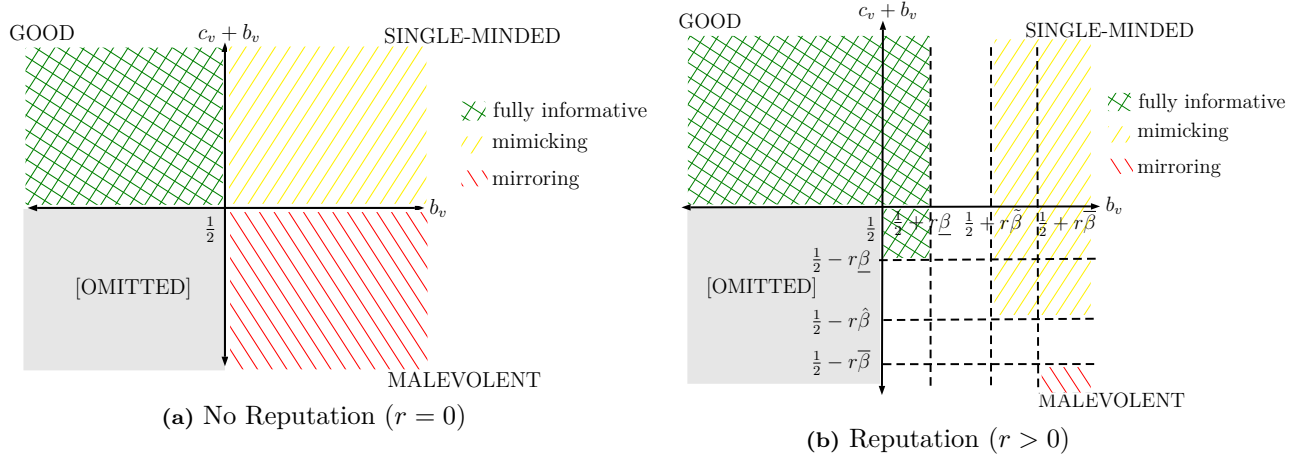 GOOD
c_v + b_v
SINGLE-MINDED
fully informative
mimicking
mirroring
b_v
1/2
[OMITTED]
MALEVOLENT
(a) No Reputation (r = 0)
c_v + b_v
GOOD
SINGLE-MINDED
fully informative
mimicking
mirroring
b_v
1/2
1/2 + rβ̲
1/2 + rβ̃
1/2 + rβ̅
1/2 − rβ̲
[OMITTED]
1/2 − rβ̂
1/2 − rβ̅
MALEVOLENT
(b) Reputation (r > 0)